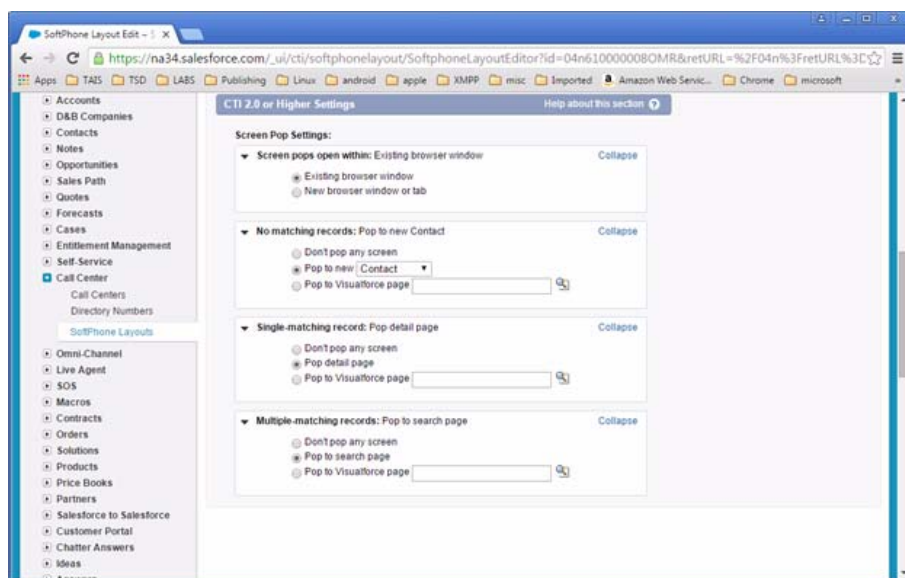 SoftPhone Layout Edit ~ S
https://na34.salesforce.com/_ui/cti/softphonelayout/SoftphoneLayoutEditor?id=04n610000008OMR&retURL=%2F04n%3FretURL%3D
Apps TAIS TSD LABS Publishing Linux android apple XMPP misc Imported Amazon Web Servic... Chrome microsoft »
Accounts
D&B Companies
Contacts
Notes
Opportunities
Sales Path
Quotes
Forecasts
Cases
Entitlement Management
Self-Service
Call Center
Call Centers
Directory Numbers
SoftPhone Layouts
Omni-Channel
Live Agent
SOS
Macros
Contracts
Orders
Solutions
Products
Price Books
Partners
Salesforce to Salesforce
Customer Portal
Chatter Answers
Ideas
CTI 2.0 or Higher Settings Help about this section ?
Screen Pop Settings:
Screen pops open within: Existing browser window Collapse
Existing browser window
New browser window or tab
No matching records: Pop to new Contact Collapse
Don't pop any screen
Pop to new Contact
Pop to Visualforce page
Single-matching record: Pop detail page Collapse
Don't pop any screen
Pop detail page
Pop to Visualforce page
Multiple-matching records: Pop to search page Collapse
Don't pop any screen
Pop to search page
Pop to Visualforce page